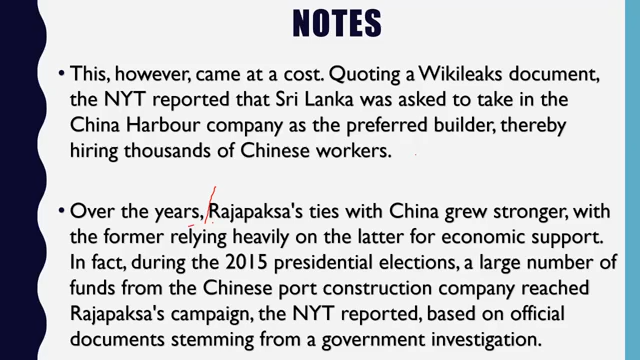 NOTES
• This, however, came at a cost. Quoting a Wikileaks document,
the NYT reported that Sri Lanka was asked to take in the
China Harbour company as the preferred builder, thereby
hiring thousands of Chinese workers.
• Over the years, Rajapaksa's ties with China grew stronger, with
the former relying heavily on the latter for economic support.
In fact, during the 2015 presidential elections, a large number of
funds from the Chinese port construction company reached
Rajapaksa's campaign, the NYT reported, based on official
documents stemming from a government investigation.